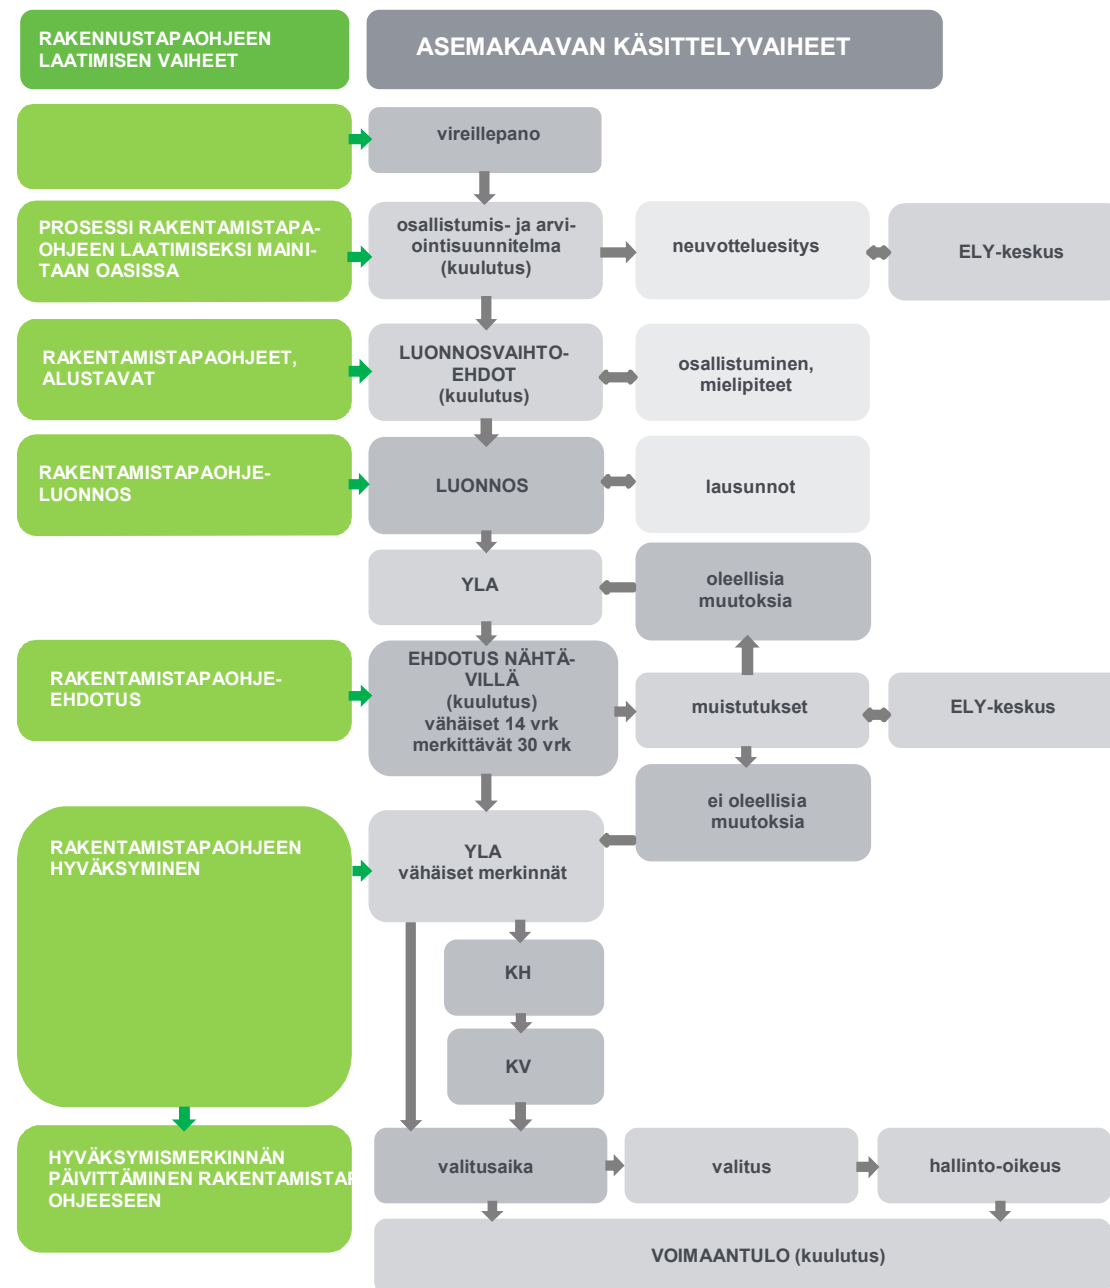 RAKENNUSTAPAOHJEEN
LAATIMISEN VAIHEET
ASEMAKAAVAN KÄSITTELYVAIHEET
vireillepano
PROSESSI RAKENTAMISTAPA-
OHJEEN LAATIMISEKSI MAINI-
TAAN OASISSA
osallistumis- ja arvi-
ointisuunnitelma
(kuulutus)
neuvotteluesitys
ELY-keskus
RAKENTAMISTAPAOHJEET,
ALUSTAVAT
LUONNOSVAIHTO-
EHDOT
(kuulutus)
osallistuminen,
mielipiteet
RAKENTAMISTAPAOHJE-
LUONNOS
LUONNOS
lausunnot
YLA
oleellisia
muutoksia
RAKENTAMISTAPAOHJE-
EHDOTUS
EHDOTUS NÄHTÄ-
VILLÄ
(kuulutus)
vähäiset 14 vrk
merkittävät 30 vrk
muistutukset
ELY-keskus
ei oleellisia
muutoksia
RAKENTAMISTAPAOHJEEN
HYVÄKSYMINEN
YLA
vähäiset merkinnät
KH
KV
HYVÄKSYMISMERKINNÄN
PÄIVITTÄMINEN RAKENTAMISTAP
OHJEESEEN
valitusaika
valitus
hallinto-oikeus
VOIMAANTULO (kuulutus)